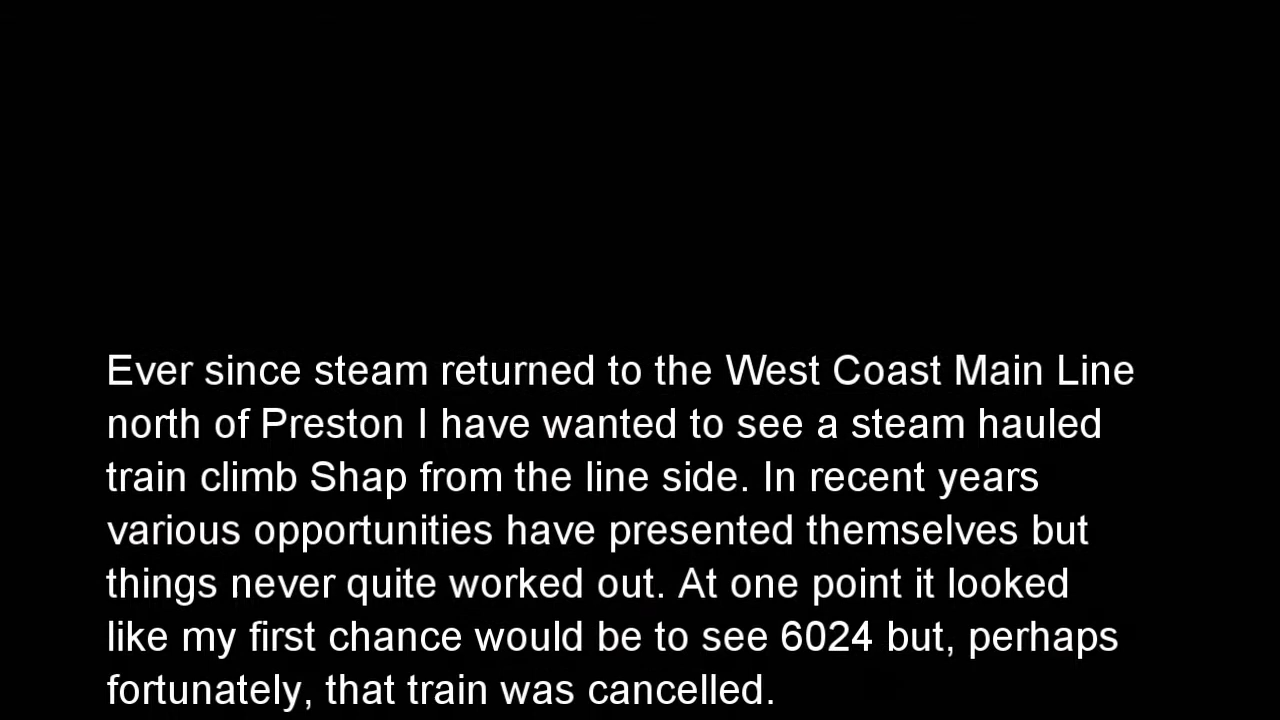 Ever since steam returned to the West Coast Main Line
north of Preston I have wanted to see a steam hauled
train climb Shap from the line side. In recent years
various opportunities have presented themselves but
things never quite worked out. At one point it looked
like my first chance would be to see 6024 but, perhaps
fortunately, that train was cancelled.